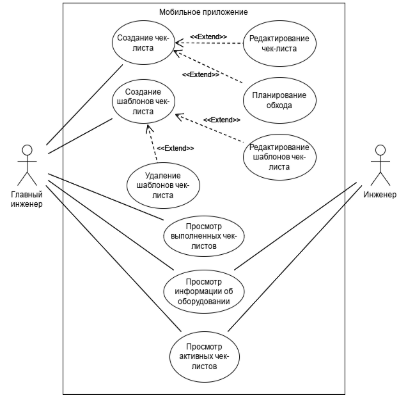 Мобильное приложение
Создание чек-
листа
<<Extend>>
Редактирование
чек-листа
<<Extend>>
Создание
шаблонов чек-
листа
Планирование
обхода
<<Extend>>
<<Extend>>
Редактирование
шаблонов чек-
листа
Удаление
шаблонов чек-
листа
Главный
инженер
Инженер
Просмотр
выполненных чек-
листов
Просмотр
информации об
оборудовании
Просмотр
активных чек-
листов